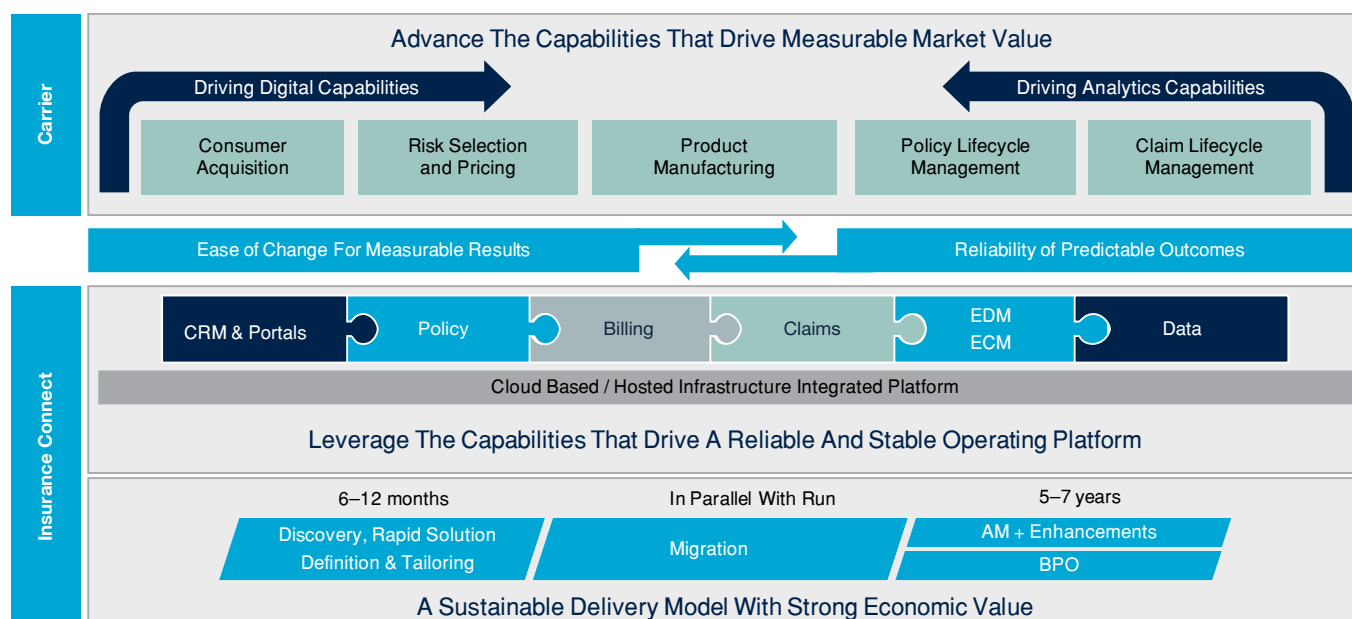 Carrier
Advance The Capabilities That Drive Measurable Market Value
Driving Digital Capabilities
Driving Analytics Capabilities
Consumer
Acquisition
Risk Selection
and Pricing
Product
Manufacturing
Policy Lifecycle
Management
Claim Lifecycle
Management
Ease of Change For Measurable Results
Reliability of Predictable Outcomes
Insurance Connect
CRM & Portals
Policy
Billing
Claims
EDM
ECM
Data
Cloud Based / Hosted Infrastructure Integrated Platform
Leverage The Capabilities That Drive A Reliable And Stable Operating Platform
6–12 months
In Parallel With Run
5–7 years
Discovery, Rapid Solution
Definition & Tailoring
Migration
AM + Enhancements
BPO
A Sustainable Delivery Model With Strong Economic Value